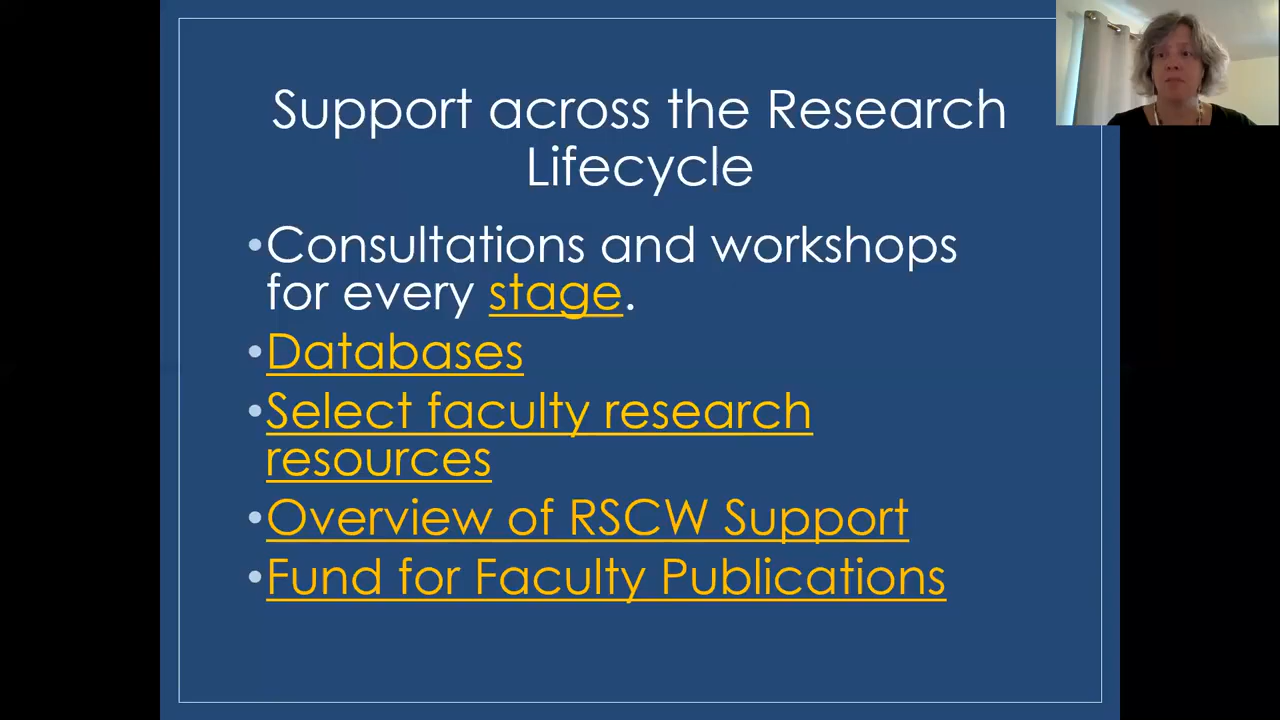 Support across the Research
Lifecycle
•Consultations and workshops
for every stage.
•Databases
•Select faculty research
resources
•Overview of RSCW Support
•Fund for Faculty Publications